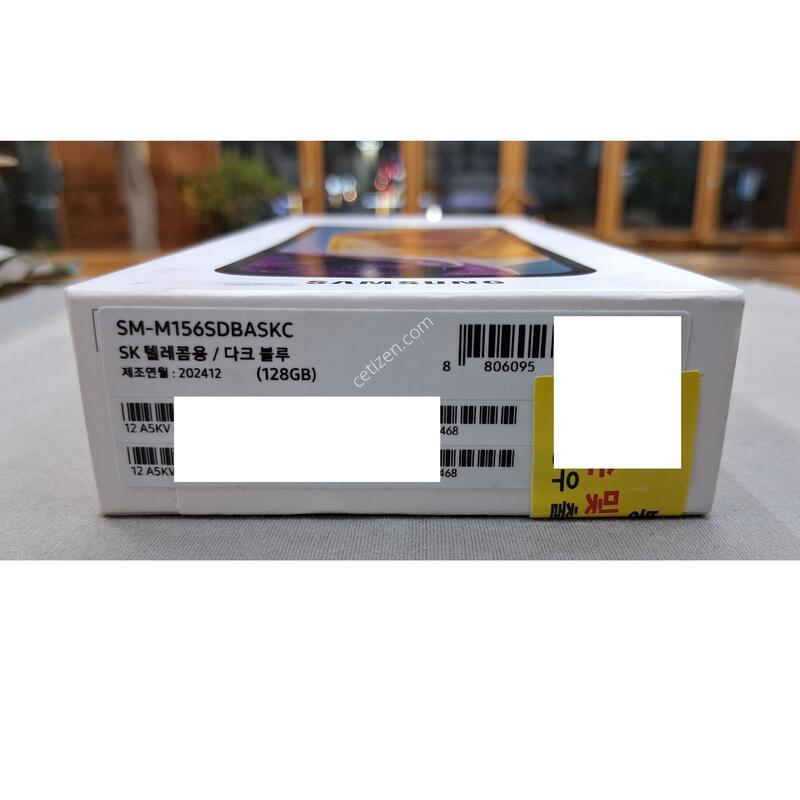 SAMSUNG
SM-M156SDBASKC
SK 텔레콤용 / 다크 블루
제조연월 : 202412 (128GB)
8 806095
12 A5KV 468
12 A5KV 468
cetizen.com